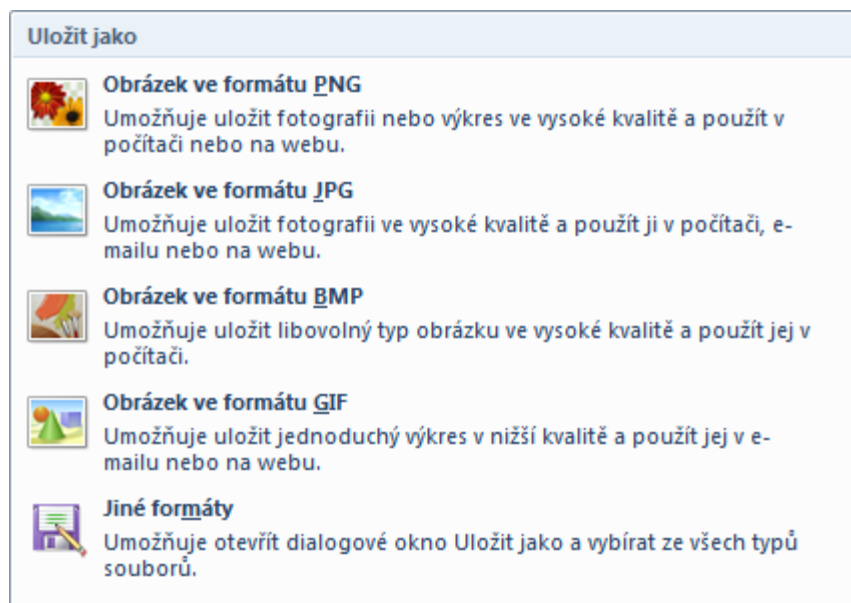 Uložit jako
Obrázek ve formátu PNG
Umožňuje uložit fotografii nebo výkres ve vysoké kvalitě a použít v
počítači nebo na webu.
Obrázek ve formátu JPG
Umožňuje uložit fotografii ve vysoké kvalitě a použít ji v počítači, e-
mailu nebo na webu.
Obrázek ve formátu BMP
Umožňuje uložit libovolný typ obrázku ve vysoké kvalitě a použít jej v
počítači.
Obrázek ve formátu GIF
Umožňuje uložit jednoduchý výkres v nižší kvalitě a použít jej v e-
mailu nebo na webu.
Jiné formáty
Umožňuje otevřít dialogové okno Uložit jako a vybírat ze všech typů
souborů.